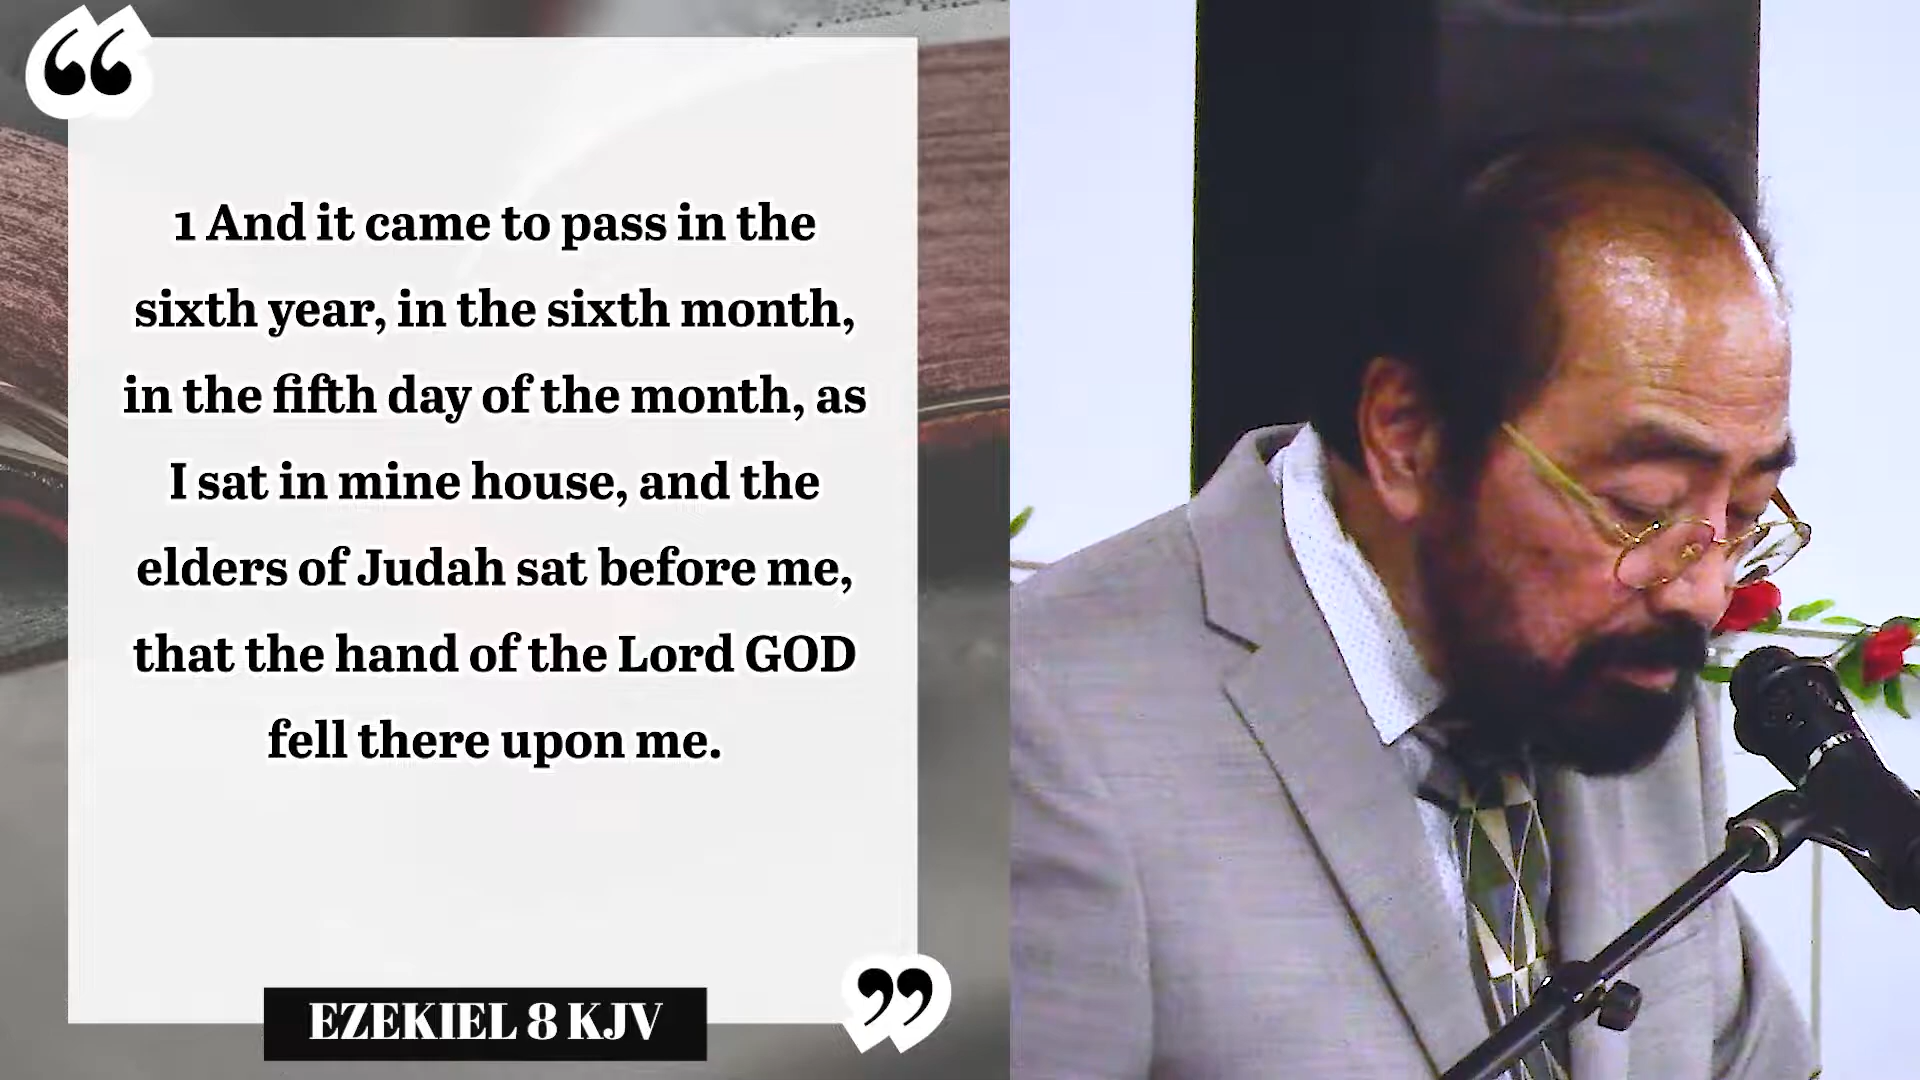 1 And it came to pass in the
sixth year, in the sixth month,
in the fifth day of the month, as
I sat in mine house, and the
elders of Judah sat before me,
that the hand of the Lord GOD
fell there upon me.
EZEKIEL 8 KJV